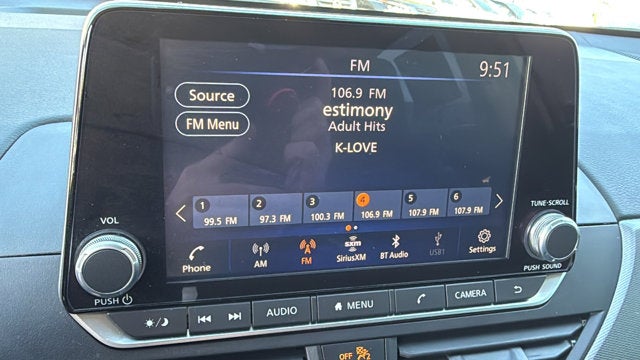 FM
9:51
Source
106.9 FM
estimony
FM Menu
Adult Hits
K-LOVE
1 2 3 4 5 6
99.5 FM 97.3 FM 100.3 FM 106.9 FM 107.9 FM 107.9 FM
VOL
TUNE·SCROLL
Phone AM FM SXM SiriusXM BT Audio USB1 Settings
PUSH
PUSH SOUND
AUDIO MENU CAMERA
OFF